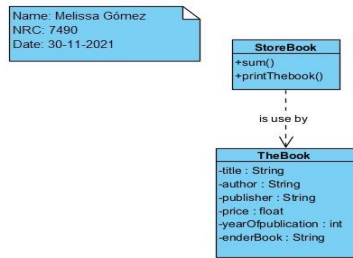 Name: Melissa Gómez
NRC: 7490
Date: 30-11-2021
StoreBook
+sum()
+printThebook()
is use by
TheBook
-title : String
-author : String
-publisher : String
-price : float
-yearOfpublication : int
-enderBook : String